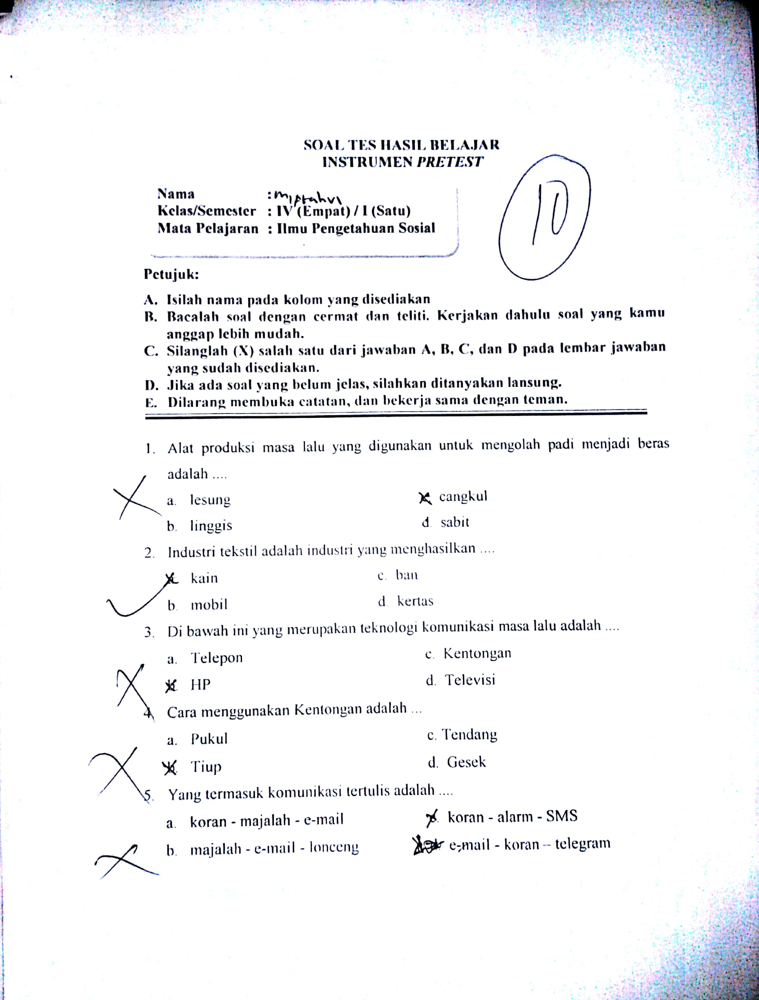 SOAL TES HASIL BELAJAR
INSTRUMEN PRETEST
10
Nama : Miftahul
Kelas/Semester : IV (Empat) / I (Satu)
Mata Pelajaran : Ilmu Pengetahuan Sosial
Petujuk:
A. Isilah nama pada kolom yang disediakan
B. Bacalah soal dengan cermat dan teliti. Kerjakan dahulu soal yang kamu
anggap lebih mudah.
C. Silanglah (X) salah satu dari jawaban A, B, C, dan D pada lembar jawaban
yang sudah disediakan.
D. Jika ada soal yang belum jelas, silahkan ditanyakan lansung.
E. Dilarang membuka catatan, dan bekerja sama dengan teman.
1. Alat produksi masa lalu yang digunakan untuk mengolah padi menjadi beras
adalah ....
a. lesung c. cangkul
b. linggis d. sabit
2. Industri tekstil adalah industri yang menghasilkan ....
a. kain c. ban
b. mobil d. kertas
3. Di bawah ini yang merupakan teknologi komunikasi masa lalu adalah ....
a. Telepon c. Kentongan
b. HP d. Televisi
4. Cara menggunakan Kentongan adalah ...
a. Pukul c. Tendang
b. Tiup d. Gesek
5. Yang termasuk komunikasi tertulis adalah ....
a. koran - majalah - e-mail koran - alarm - SMS
b. majalah - e-mail - lonceng e-mail - koran – telegram